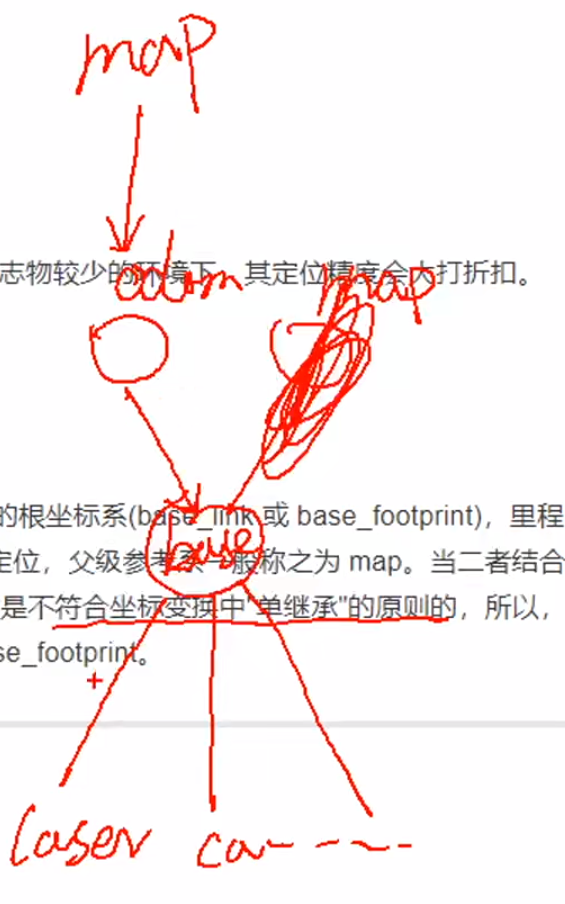 map
志物较少的环境下,其定位精度会大打折扣。
odom map
的根坐标系(base_link 或 base_footprint),里程
base
定位,父级参考系一般称之为 map。当二者结合
是不符合坐标变换中"单继承"的原则的,所以,
se_footprint。
laser ca-----